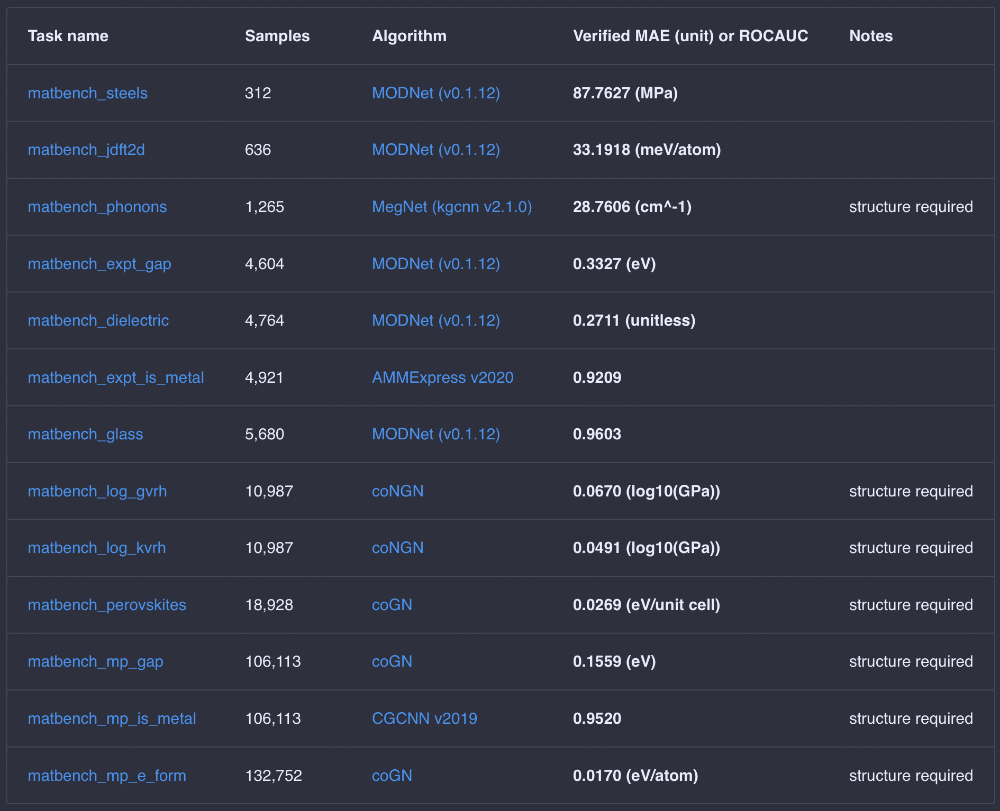 Task name Samples Algorithm Verified MAE (unit) or ROCAUC Notes
matbench_steels 312 MODNet (v0.1.12) 87.7627 (MPa)
matbench_jdft2d 636 MODNet (v0.1.12) 33.1918 (meV/atom)
matbench_phonons 1,265 MegNet (kgcnn v2.1.0) 28.7606 (cm^-1) structure required
matbench_expt_gap 4,604 MODNet (v0.1.12) 0.3327 (eV)
matbench_dielectric 4,764 MODNet (v0.1.12) 0.2711 (unitless)
matbench_expt_is_metal 4,921 AMMExpress v2020 0.9209
matbench_glass 5,680 MODNet (v0.1.12) 0.9603
matbench_log_gvrh 10,987 coNGN 0.0670 (log10(GPa)) structure required
matbench_log_kvrh 10,987 coNGN 0.0491 (log10(GPa)) structure required
matbench_perovskites 18,928 coGN 0.0269 (eV/unit cell) structure required
matbench_mp_gap 106,113 coGN 0.1559 (eV) structure required
matbench_mp_is_metal 106,113 CGCNN v2019 0.9520 structure required
matbench_mp_e_form 132,752 coGN 0.0170 (eV/atom) structure required